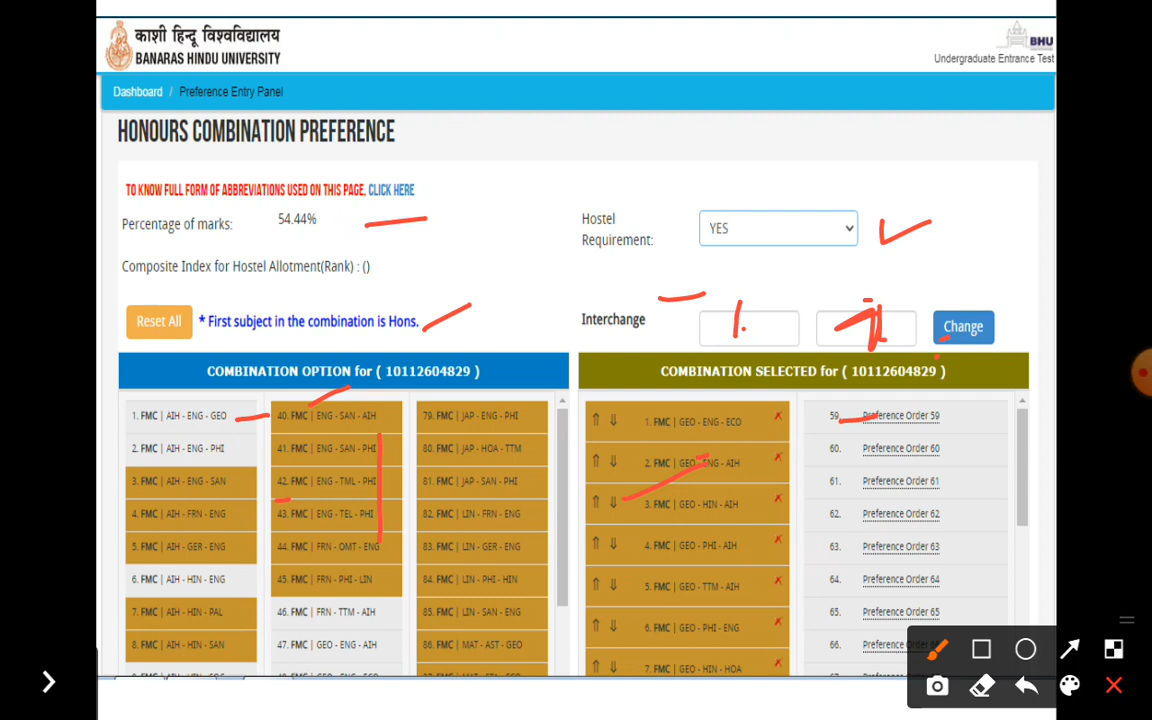 काशी हिन्दू विश्वविद्यालय
BANARAS HINDU UNIVERSITY
BHU
Undergraduate Entrance Test
Dashboard / Preference Entry Panel
HONOURS COMBINATION PREFERENCE
TO KNOW FULL FORM OF ABBREVIATIONS USED ON THIS PAGE, CLICK HERE
Percentage of marks: 54.44%
Hostel Requirement: YES
Composite Index for Hostel Allotment(Rank) : ()
Reset All * First subject in the combination is Hons.
Interchange 1. Change
COMBINATION OPTION for ( 10112604829 )
1. FMC | AIH - ENG - GEO
2. FMC | AIH - ENG - PHI
3. FMC | AIH - ENG - SAN
4. FMC | AIH - FRN - ENG
5. FMC | AIH - GER - ENG
6. FMC | AIH - HIN - ENG
7. FMC | AIH - HIN - PAL
8. FMC | AIH - HIN - SAN
40. FMC | ENG - SAN - AIH
41. FMC | ENG - SAN - PHI
42. FMC | ENG - TML - PHI
43. FMC | ENG - TEL - PHI
44. FMC | FRN - OMT - ENG
45. FMC | FRN - PHI - LIN
46. FMC | FRN - TTM - AIH
47. FMC | GEO - ENG - AIH
79. FMC | JAP - ENG - PHI
80. FMC | JAP - HOA - TTM
81. FMC | JAP - SAN - PHI
82. FMC | LIN - FRN - ENG
83. FMC | LIN - GER - ENG
84. FMC | LIN - PHI - HIN
85. FMC | LIN - SAN - ENG
86. FMC | MAT - AST - GEO
COMBINATION SELECTED for ( 10112604829 )
1. FMC | GEO - ENG - ECO
2. FMC | GEO - ENG - AIH
3. FMC | GEO - HIN - AIH
4. FMC | GEO - PHI - AIH
5. FMC | GEO - TTM - AIH
6. FMC | GEO - PHI - ENG
7. FMC | GEO - HIN - HOA
59. Preference Order 59
60. Preference Order 60
61. Preference Order 61
62. Preference Order 62
63. Preference Order 63
64. Preference Order 64
65. Preference Order 65
66.